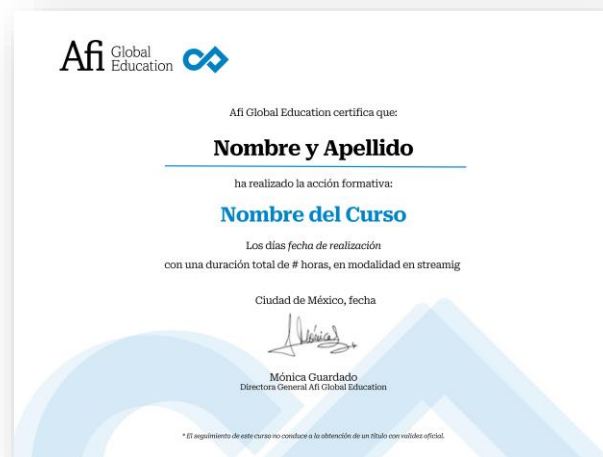 Afi Global
Education
Afi Global Education certifica que:
Nombre y Apellido
ha realizado la acción formativa:
Nombre del Curso
Los días fecha de realización
con una duración total de # horas, en modalidad en streamig
Ciudad de México, fecha
Mónica Guardado
Directora General Afi Global Education
* El seguimiento de este curso no conduce a la obtención de un título con validez oficial.